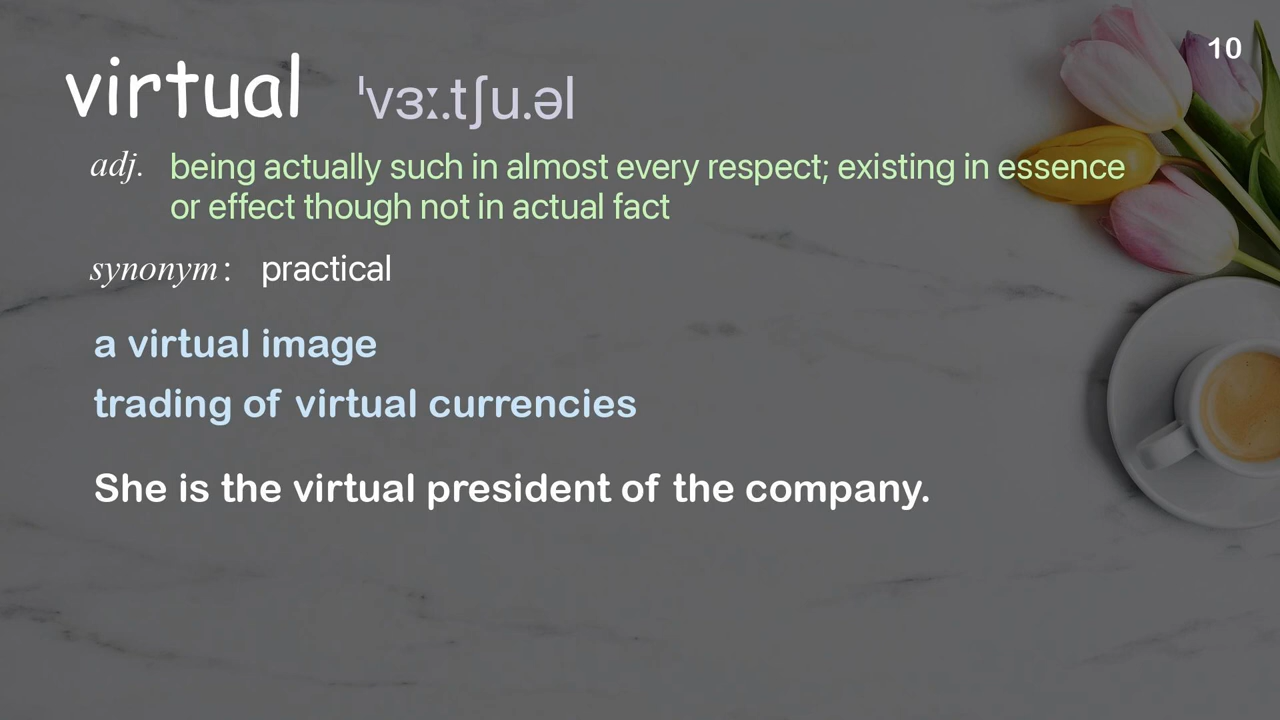 10
virtual ˈvɜː.tʃu.əl
adj. being actually such in almost every respect; existing in essence
or effect though not in actual fact
synonym: practical
a virtual image
trading of virtual currencies
She is the virtual president of the company.